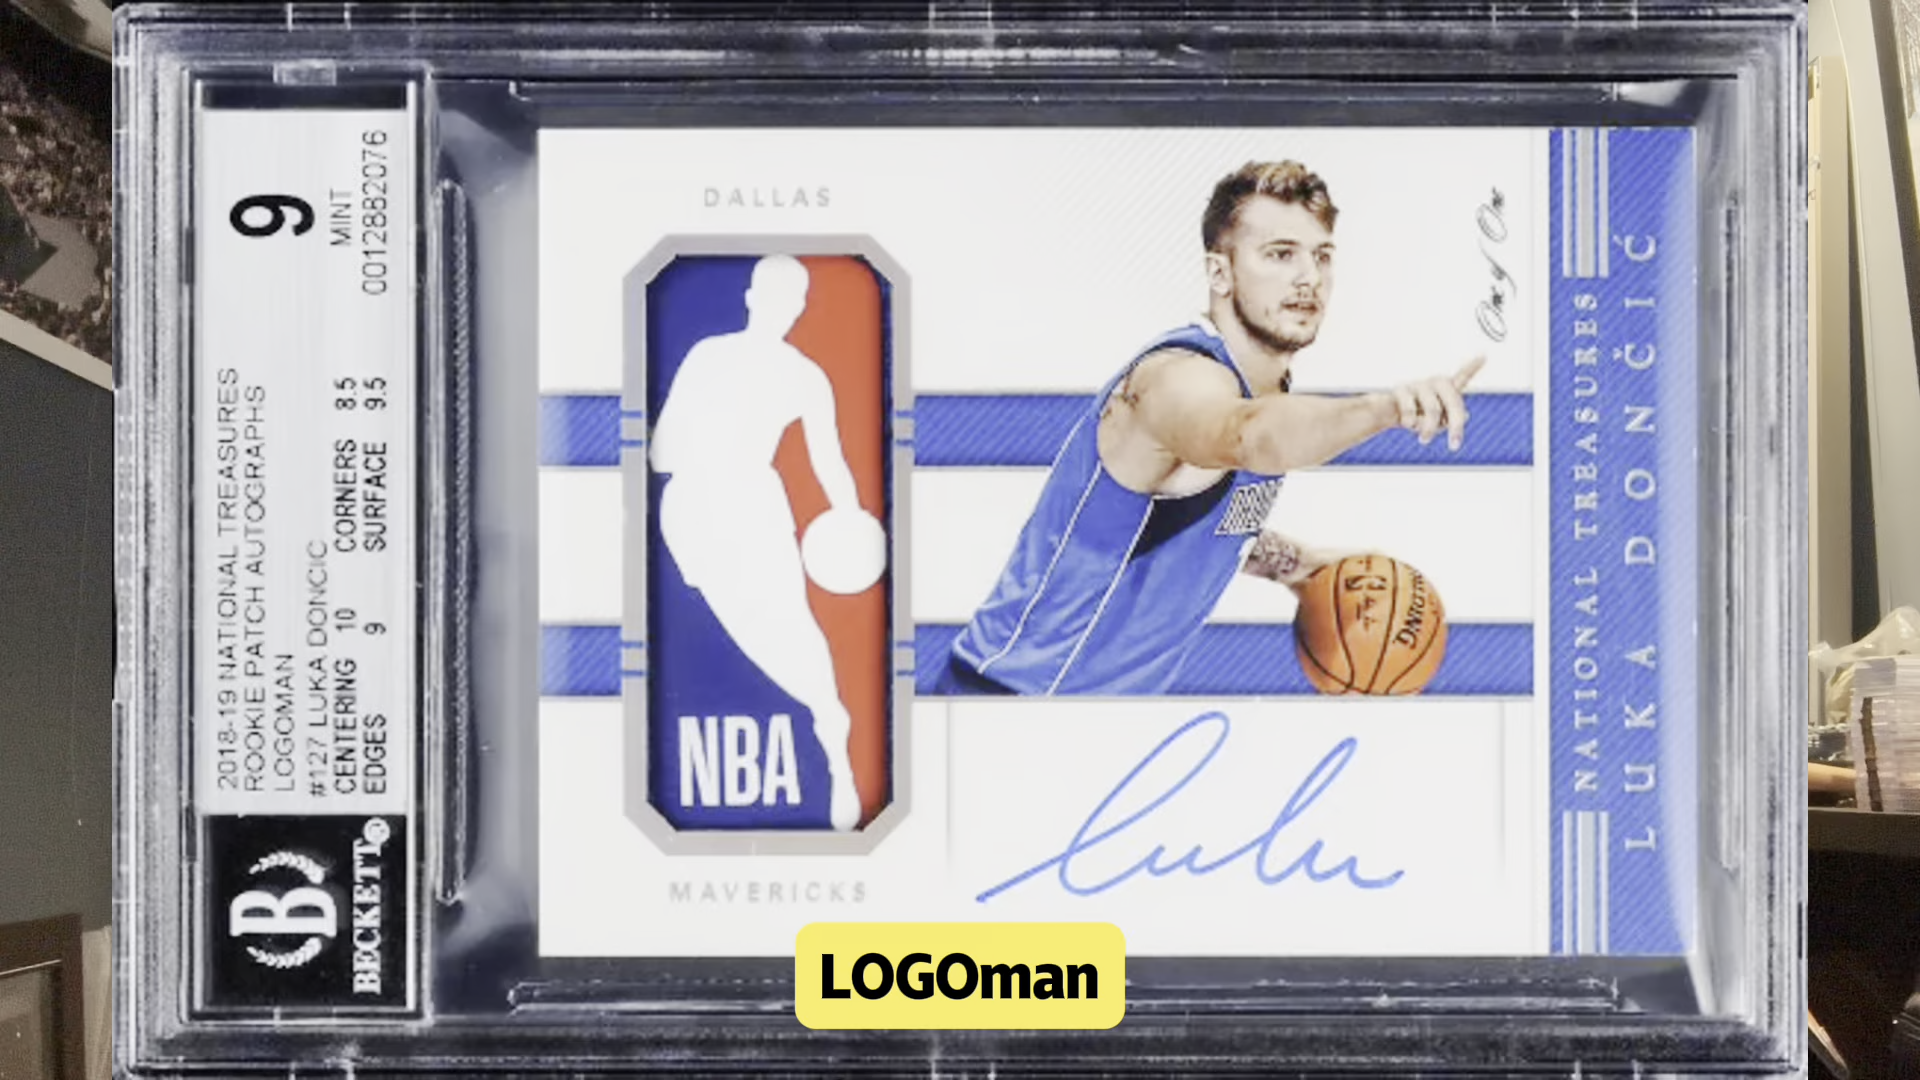 9
MINT
0012882076
2018-19 NATIONAL TREASURES
ROOKIE PATCH AUTOGRAPHS
LOGOMAN
#127 LUKA DONCIC
CENTERING 10 CORNERS 8.5
EDGES 9 SURFACE 9.5
B
BECKETT®
DALLAS
NBA
MAVERICKS
One of One
NATIONAL TREASURES
LUKA DONČIĆ
LOGOman